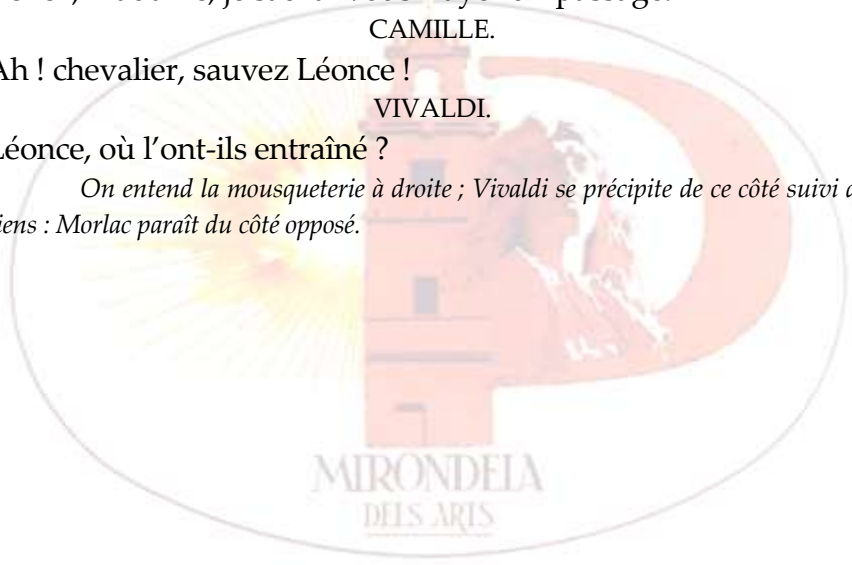 CAMILLE.
Ah ! chevalier, sauvez Léonce !
VIVALDI.
Léonce, où l’ont-ils entraîné ?
On entend la mousqueterie à droite ; Vivaldi se précipite de ce côté suivi
iens : Morlac paraît du côté opposé.
MIRONDELA
DELS ARTS